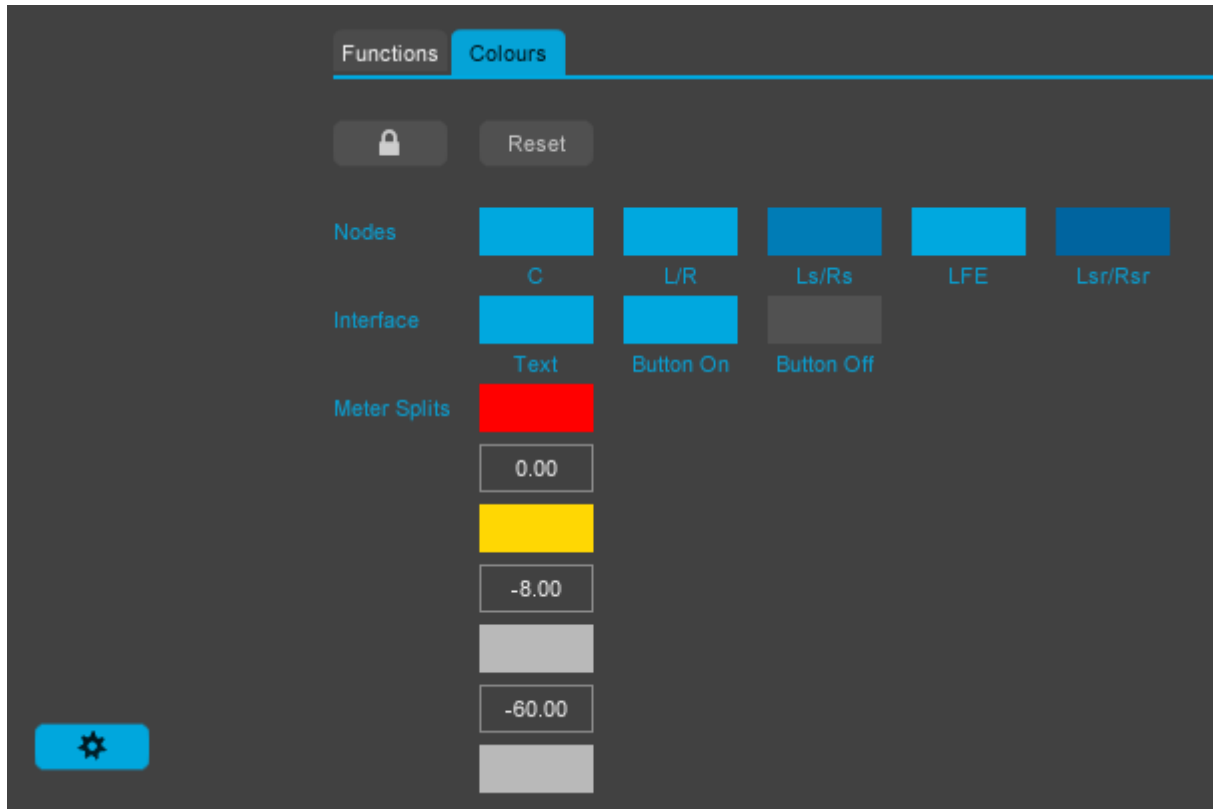 Functions Colours
Reset
Nodes
C L/R Ls/Rs LFE Lsr/Rsr
Interface
Text Button On Button Off
Meter Splits
0.00
-8.00
-60.00